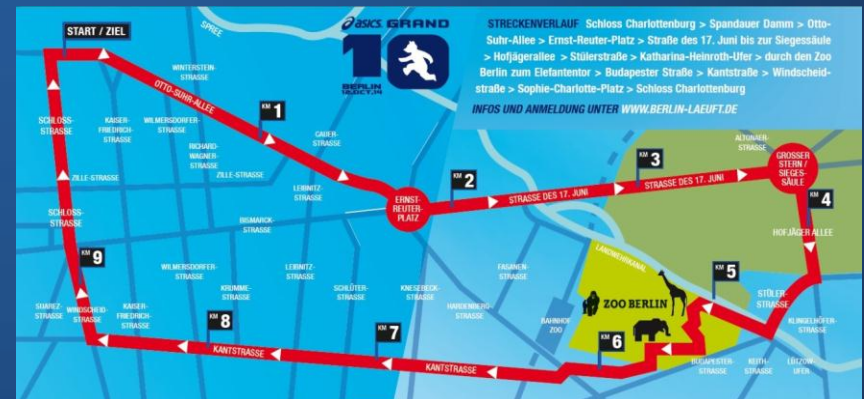 START / ZIEL
SPREE
asics. GRAND
10
BERLIN
12.OCT.14
STRECKENVERLAUF Schloss Charlottenburg > Spandauer Damm > Otto-
Suhr-Allee > Ernst-Reuter-Platz > Straße des 17. Juni bis zur Siegessäule
> Hofjägerallee > Stülerstraße > Katharina-Heinroth-Ufer > durch den Zoo
Berlin zum Elefantentor > Budapester Straße > Kantstraße > Windscheid-
straße > Sophie-Charlotte-Platz > Schloss Charlottenburg
INFOS UND ANMELDUNG UNTER WWW.BERLIN-LAEUFT.DE
WINTERSTEIN-
STRASSE
OTTO-SUHR-ALLEE
KM 1
SCHLOSS-
STRASSE
KAISER-
FRIEDRICH-
STRASSE
WILMERSDORFER-
STRASSE
RICHARD-
WAGNER-
STRASSE
CAUER-
STRASSE
ZILLE-STRASSE
ZILLE-STRASSE
LEIBNITZ-
STRASSE
ERNST-
REUTER-
PLATZ
KM 2
STRASSE DES 17. JUNI
KM 3
STRASSE DES 17. JUNI
ALTONAER-
STRASSE
GROSSER
STERN /
SIEGES-
SÄULE
KM 4
HOFJÄGER ALLEE
SCHLOSS-
STRASSE
BISMARCK-
STRASSE
LANDWEHRKANAL
KM 9
WILMERSDORFER-
STRASSE
KRUMME-
STRASSE
LEIBNITZ-
STRASSE
SCHLÜTER-
STRASSE
KNESEBECK-
STRASSE
HARDENBERG-
STRASSE
FASANEN-
STRASSE
ZOO BERLIN
KM 5
STÜLER-
STRASSE
KLINGELHÖFER-
STRASSE
SUAREZ-
STRASSE
WINDSCHEID-
STRASSE
KAISER-
FRIEDRICH-
STRASSE
KM 8
KANTSTRASSE
KM 7
KANTSTRASSE
BAHNHOF
ZOO
KM 6
BUDAPESTER-
STRASSE
KEITH-
STRASSE
LÜTZOW-
UFER